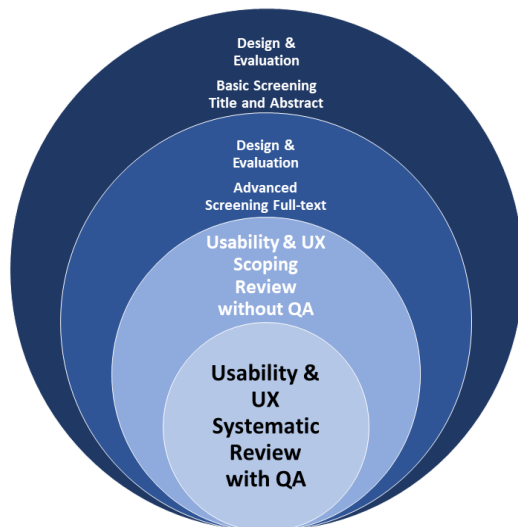 Design &
Evaluation
Basic Screening
Title and Abstract
Design &
Evaluation
Advanced
Screening Full-text
Usability & UX
Scoping
Review
without QA
Usability &
UX
Systematic
Review
with QA